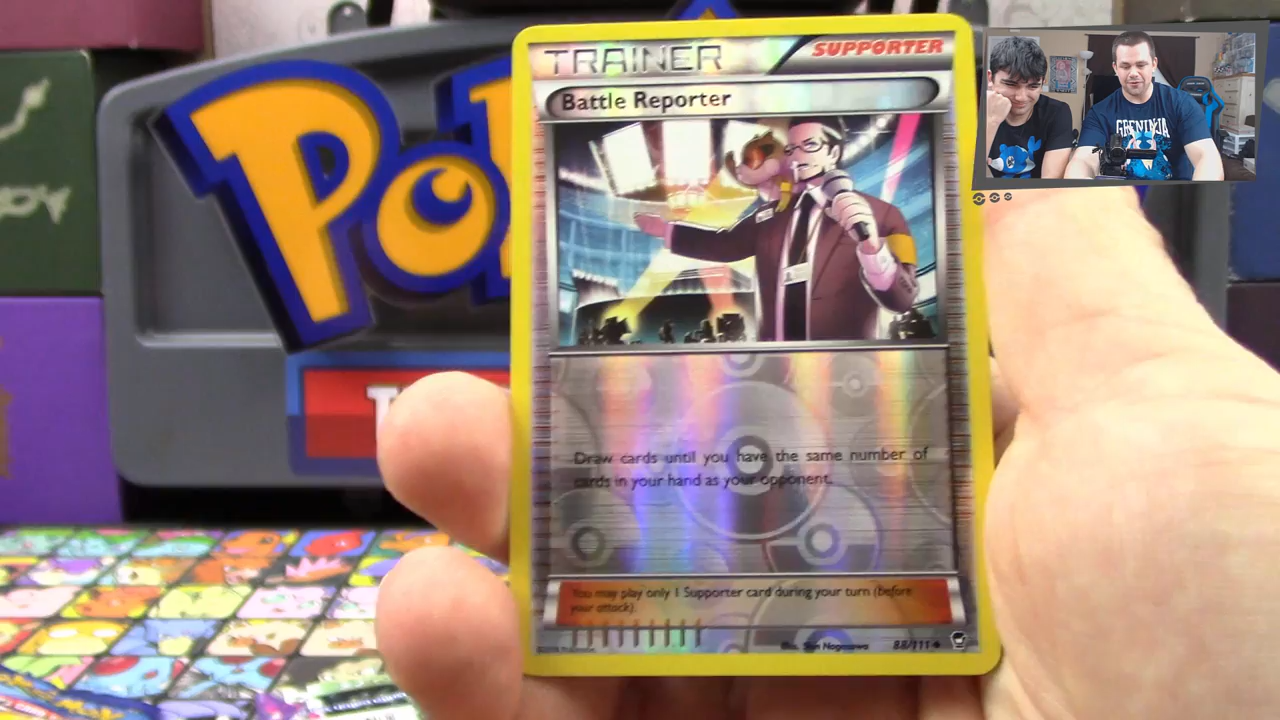 TRAINER
SUPPORTER
Battle Reporter
PO
GRENINJA
Draw cards until you have the same number of
cards in your hand as your opponent.
You may play only 1 Supporter card during your turn (before
your attack).
88/111